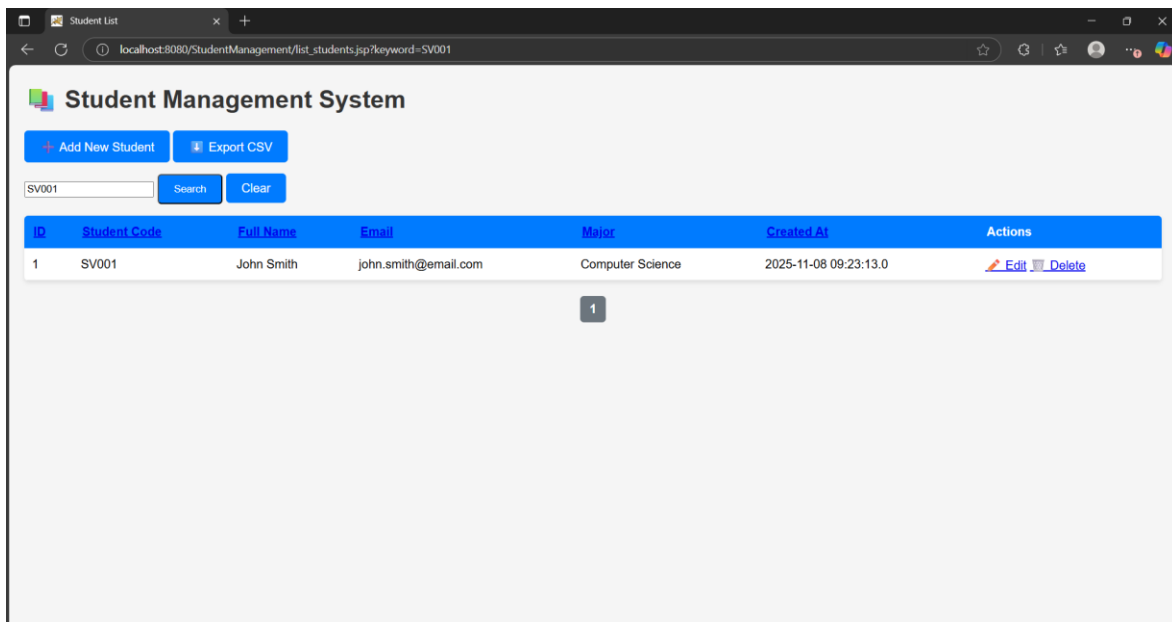 Student List
localhost:8080/StudentManagement/list_students.jsp?keyword=SV001
Student Management System
Add New Student Export CSV
SV001 Search Clear
ID Student Code Full Name Email Major Created At Actions
1 SV001 John Smith john.smith@email.com Computer Science 2025-11-08 09:23:13.0 Edit Delete
1